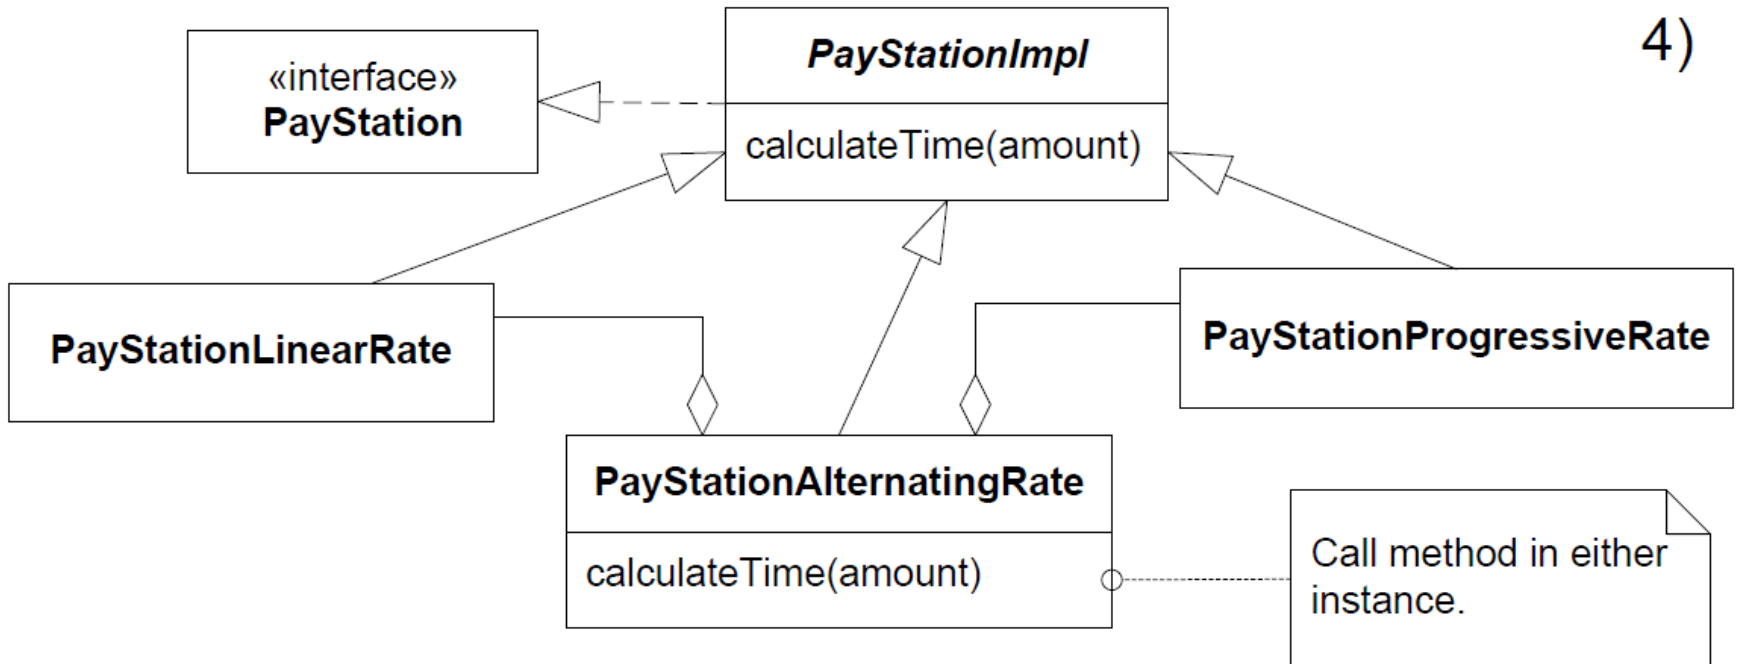 4)
«interface»
PayStation
PayStationImpl
calculateTime(amount)
PayStationLinearRate
PayStationProgressiveRate
PayStationAlternatingRate
calculateTime(amount)
Call method in either
instance.